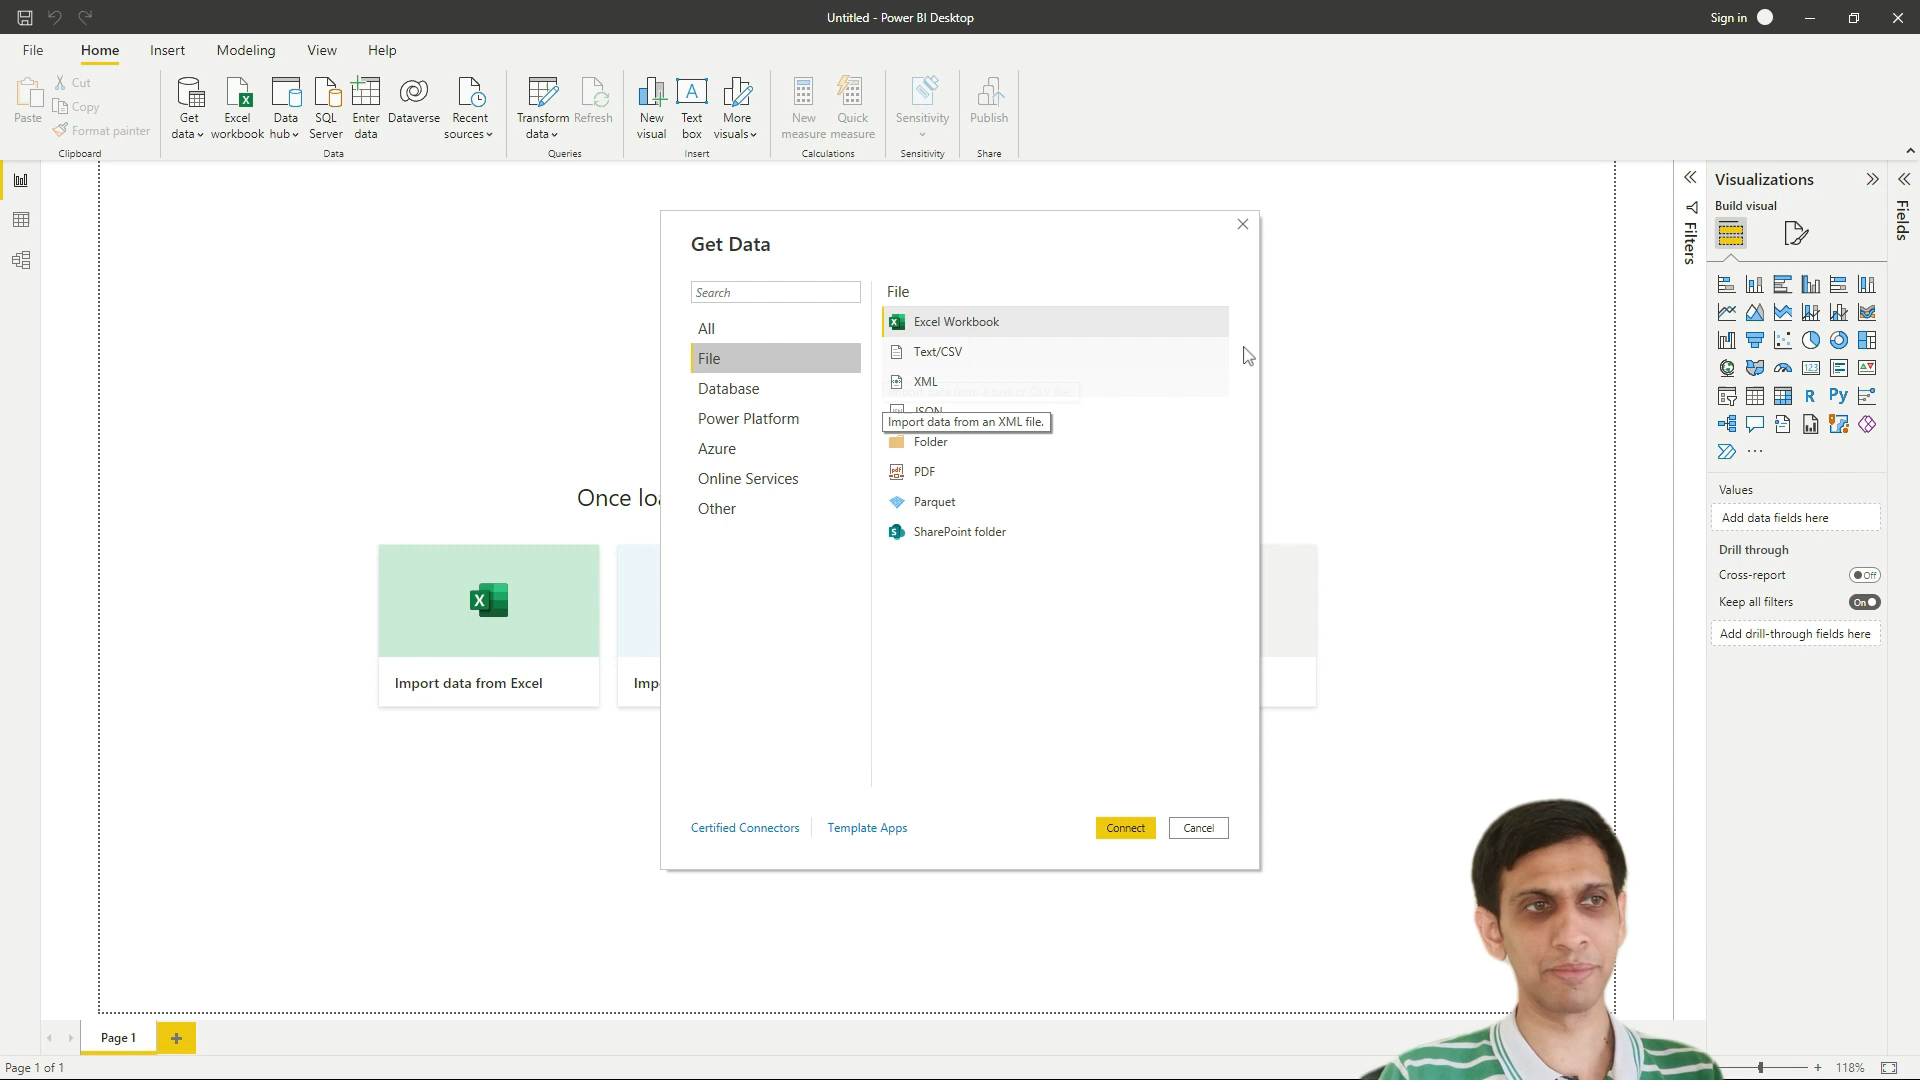 Untitled - Power BI Desktop
Sign in
File Home Insert Modeling View Help
Paste
Cut
Copy
Format painter
Clipboard
Get data
Excel workbook
Data hub
SQL Server
Enter data
Dataverse
Recent sources
Data
Transform data
Refresh
Queries
New visual
Text box
More visuals
Insert
New measure
Quick measure
Calculations
Sensitivity
Sensitivity
Publish
Share
Get Data
Search
All
File
Database
Power Platform
Azure
Online Services
Other
File
Excel Workbook
Text/CSV
XML
JSON
Import data from an XML file.
Folder
PDF
Parquet
SharePoint folder
Certified Connectors
Template Apps
Connect
Cancel
Once loa
Import data from Excel
Imp
Filters
Visualizations
Build visual
123
R
Py
Values
Add data fields here
Drill through
Cross-report
Off
Keep all filters
On
Add drill-through fields here
Fields
Page 1
Page 1 of 1
118%